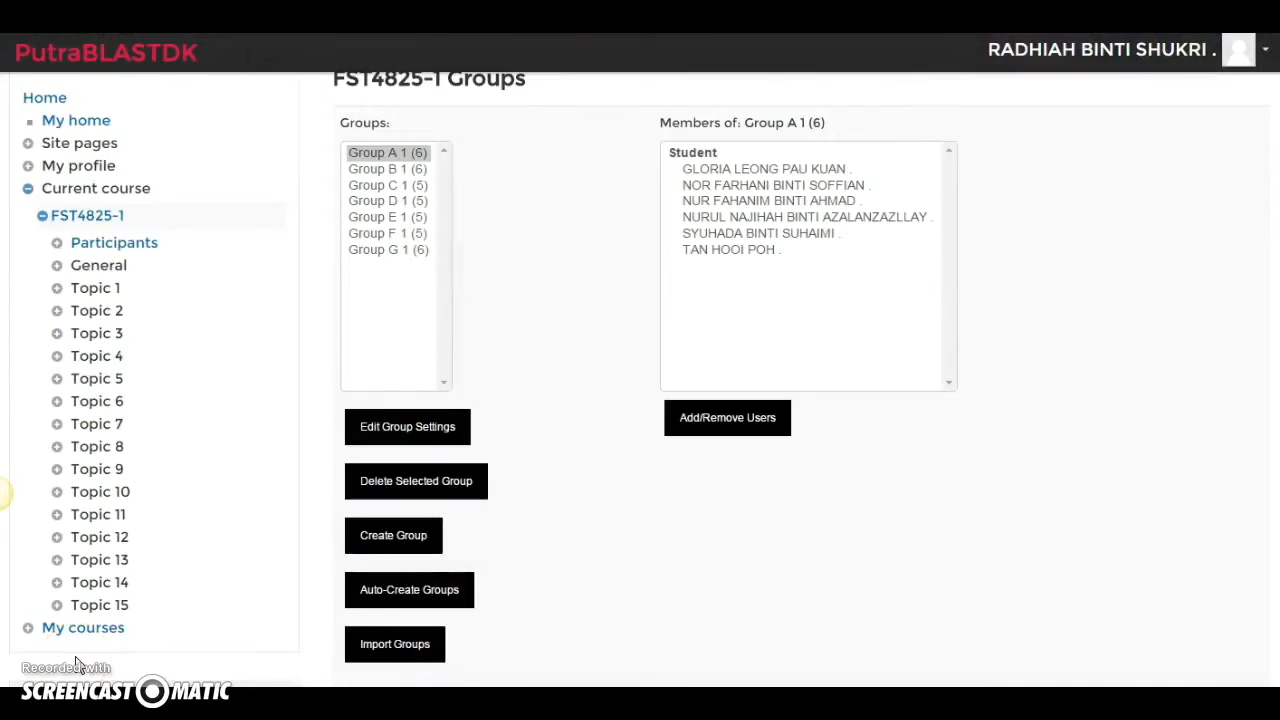 PutraBLASTDK
RADHIAH BINTI SHUKRI .
Home
My home
Site pages
My profile
Current course
FST4825-1
Participants
General
Topic 1
Topic 2
Topic 3
Topic 4
Topic 5
Topic 6
Topic 7
Topic 8
Topic 9
Topic 10
Topic 11
Topic 12
Topic 13
Topic 14
Topic 15
My courses
FST4825-1 Groups
Groups:
Group A 1 (6)
Group B 1 (6)
Group C 1 (5)
Group D 1 (5)
Group E 1 (5)
Group F 1 (5)
Group G 1 (6)
Edit Group Settings
Delete Selected Group
Create Group
Auto-Create Groups
Import Groups
Members of: Group A 1 (6)
Student
GLORIA LEONG PAU KUAN .
NOR FARHANI BINTI SOFFIAN .
NUR FAHANIM BINTI AHMAD .
NURUL NAJIHAH BINTI AZALANZAZLLAY .
SYUHADA BINTI SUHAIMI .
TAN HOOI POH .
Add/Remove Users
Recorded with
SCREENCAST MATIC